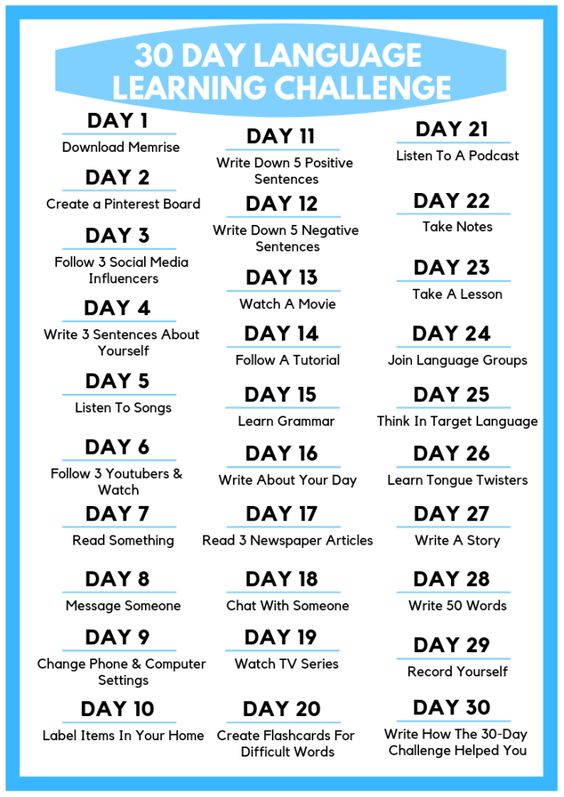 30 DAY LANGUAGE
LEARNING CHALLENGE
DAY 1
Download Memrise
DAY 2
Create a Pinterest Board
DAY 3
Follow 3 Social Media
Influencers
DAY 4
Write 3 Sentences About
Yourself
DAY 5
Listen To Songs
DAY 6
Follow 3 Youtubers &
Watch
DAY 7
Read Something
DAY 8
Message Someone
DAY 9
Change Phone & Computer
Settings
DAY 10
Label Items In Your Home
DAY 11
Write Down 5 Positive
Sentences
DAY 12
Write Down 5 Negative
Sentences
DAY 13
Watch A Movie
DAY 14
Follow A Tutorial
DAY 15
Learn Grammar
DAY 16
Write About Your Day
DAY 17
Read 3 Newspaper Articles
DAY 18
Chat With Someone
DAY 19
Watch TV Series
DAY 20
Create Flashcards For
Difficult Words
DAY 21
Listen To A Podcast
DAY 22
Take Notes
DAY 23
Take A Lesson
DAY 24
Join Language Groups
DAY 25
Think In Target Language
DAY 26
Learn Tongue Twisters
DAY 27
Write A Story
DAY 28
Write 50 Words
DAY 29
Record Yourself
DAY 30
Write How The 30-Day
Challenge Helped You